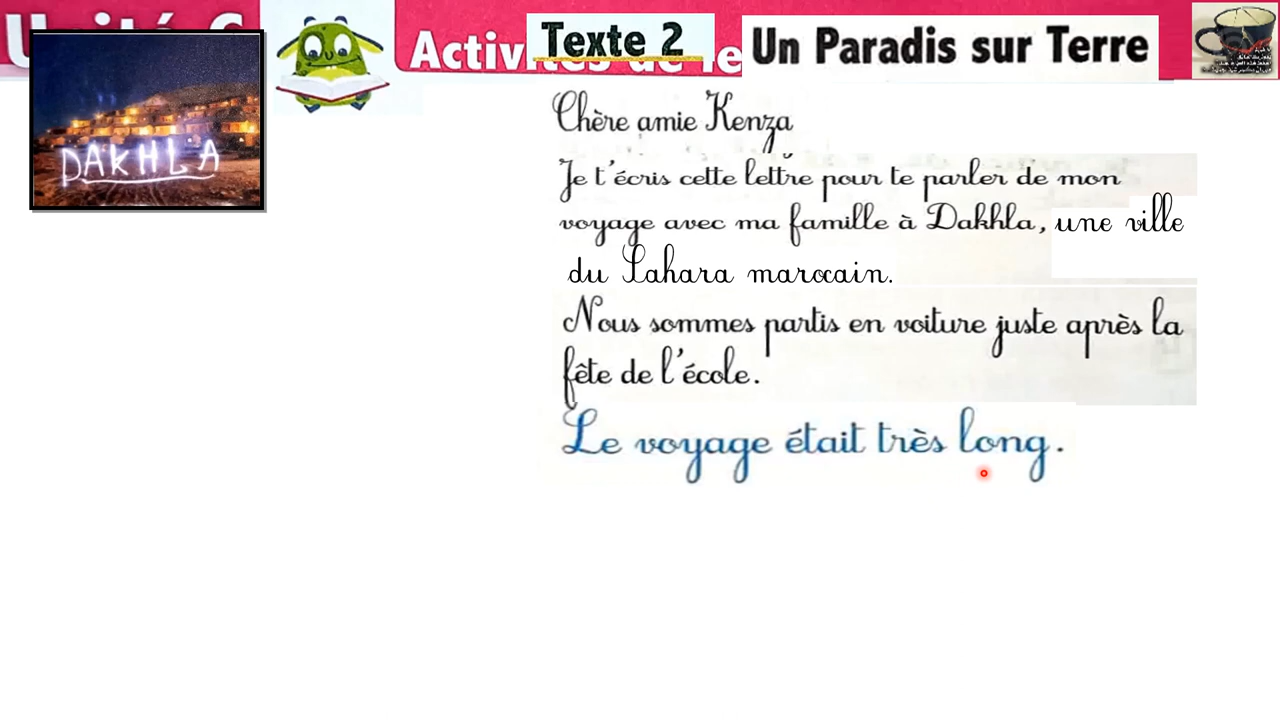 Texte 2
Un Paradis sur Terre
DAKHLA
Chère amie Kenza
Je t'écris cette lettre pour te parler de mon
voyage avec ma famille à Dakhla, une ville
du Sahara marocain.
Nous sommes partis en voiture juste après la
fête de l'école.
Le voyage était très long.